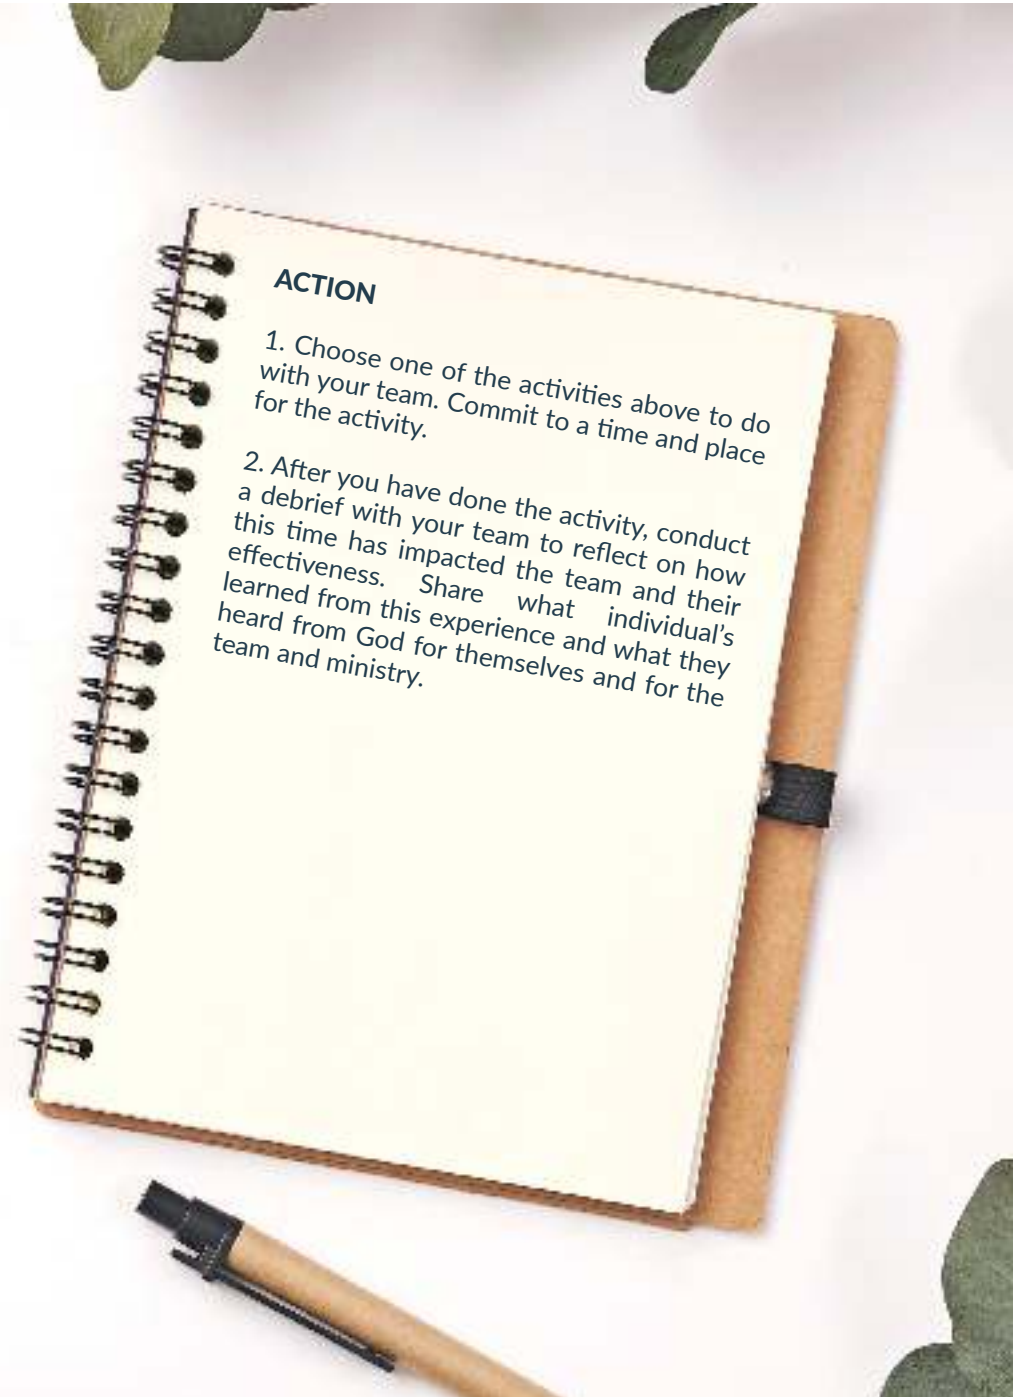 ACTION
1. Choose one of the activities above to do
with your team. Commit to a time and place
for the activity.
2. After you have done the activity, conduct
a debrief with your team to reflect on how
this time has impacted the team and their
effectiveness. Share what individual's
learned from this experience and what they
heard from God for themselves and for the
team and ministry.